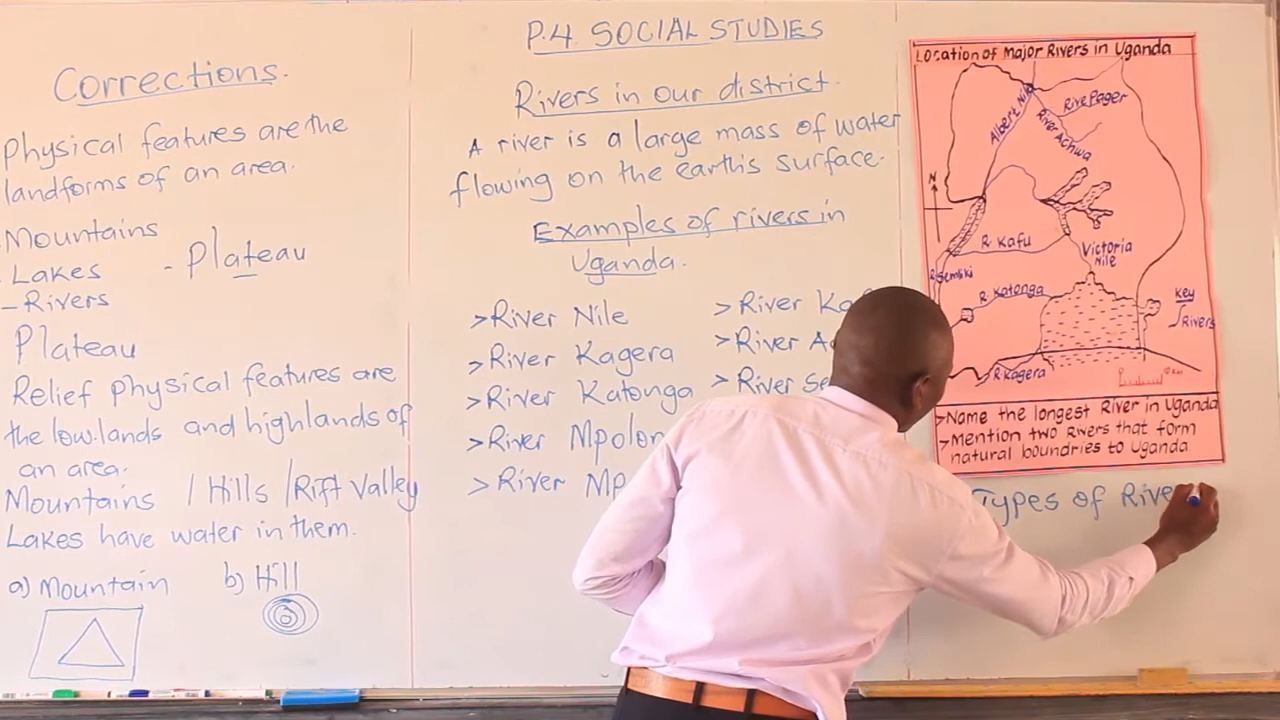 Corrections.
Physical features are the
landforms of an area.
Mountains
- Lakes
- Plateau
- Rivers
Plateau
Relief physical features are
the low.lands and highlands of
an area.
Mountains / Hills / Rift Valley
Lakes have water in them.
a) Mountain b) Hill
P.4 SOCIAL STUDIES
Rivers in our district.
A river is a large mass of water
flowing on the earth's surface.
Examples of rivers in
Uganda.
>River Nile
>River Kagera
>River Katonga
>River
>River
>River
>River
>River
Location of Major Rivers in Uganda
Albert Nile
River Achwa
River Pager
N
R. Kafu
Victoria
Nile
R. Semliki
R. Katonga
Key
Rivers
R. Kagera
>Name the longest River in Uganda
>Mention two Rivers that form
natural boundries to Uganda
Types of